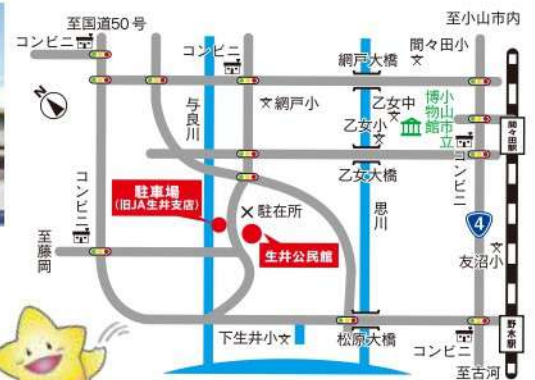 至国道50号
至小山市内
コンビニ
コンビニ
間々田小
網戸大橋
N
与良川
網戸小
乙女中
乙女小
小山市立
博物館
間々田駅
コンビニ
乙女大橋
駐車場
(旧JA生井支店)
駐在所
思川
コンビニ
4
至藤岡
生井公民館
友沼小
下生井小
松原大橋
コンビニ
野木駅
至古河